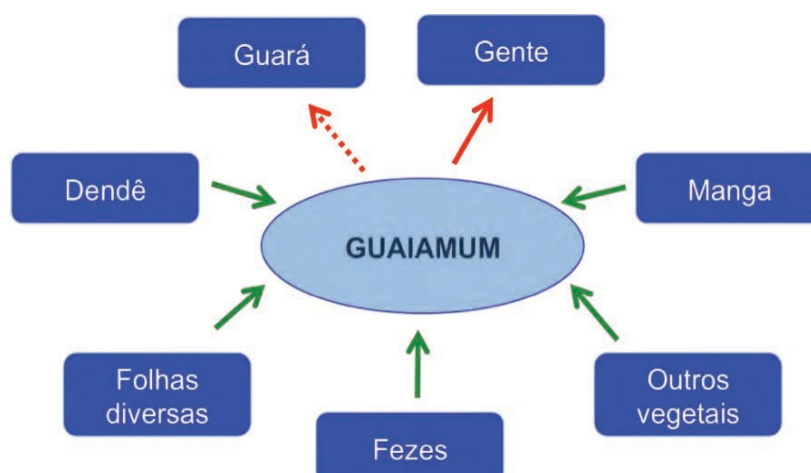 Guará
Gente
Dendê
Manga
GUAIAMUM
Folhas
diversas
Fezes
Outros
vegetais